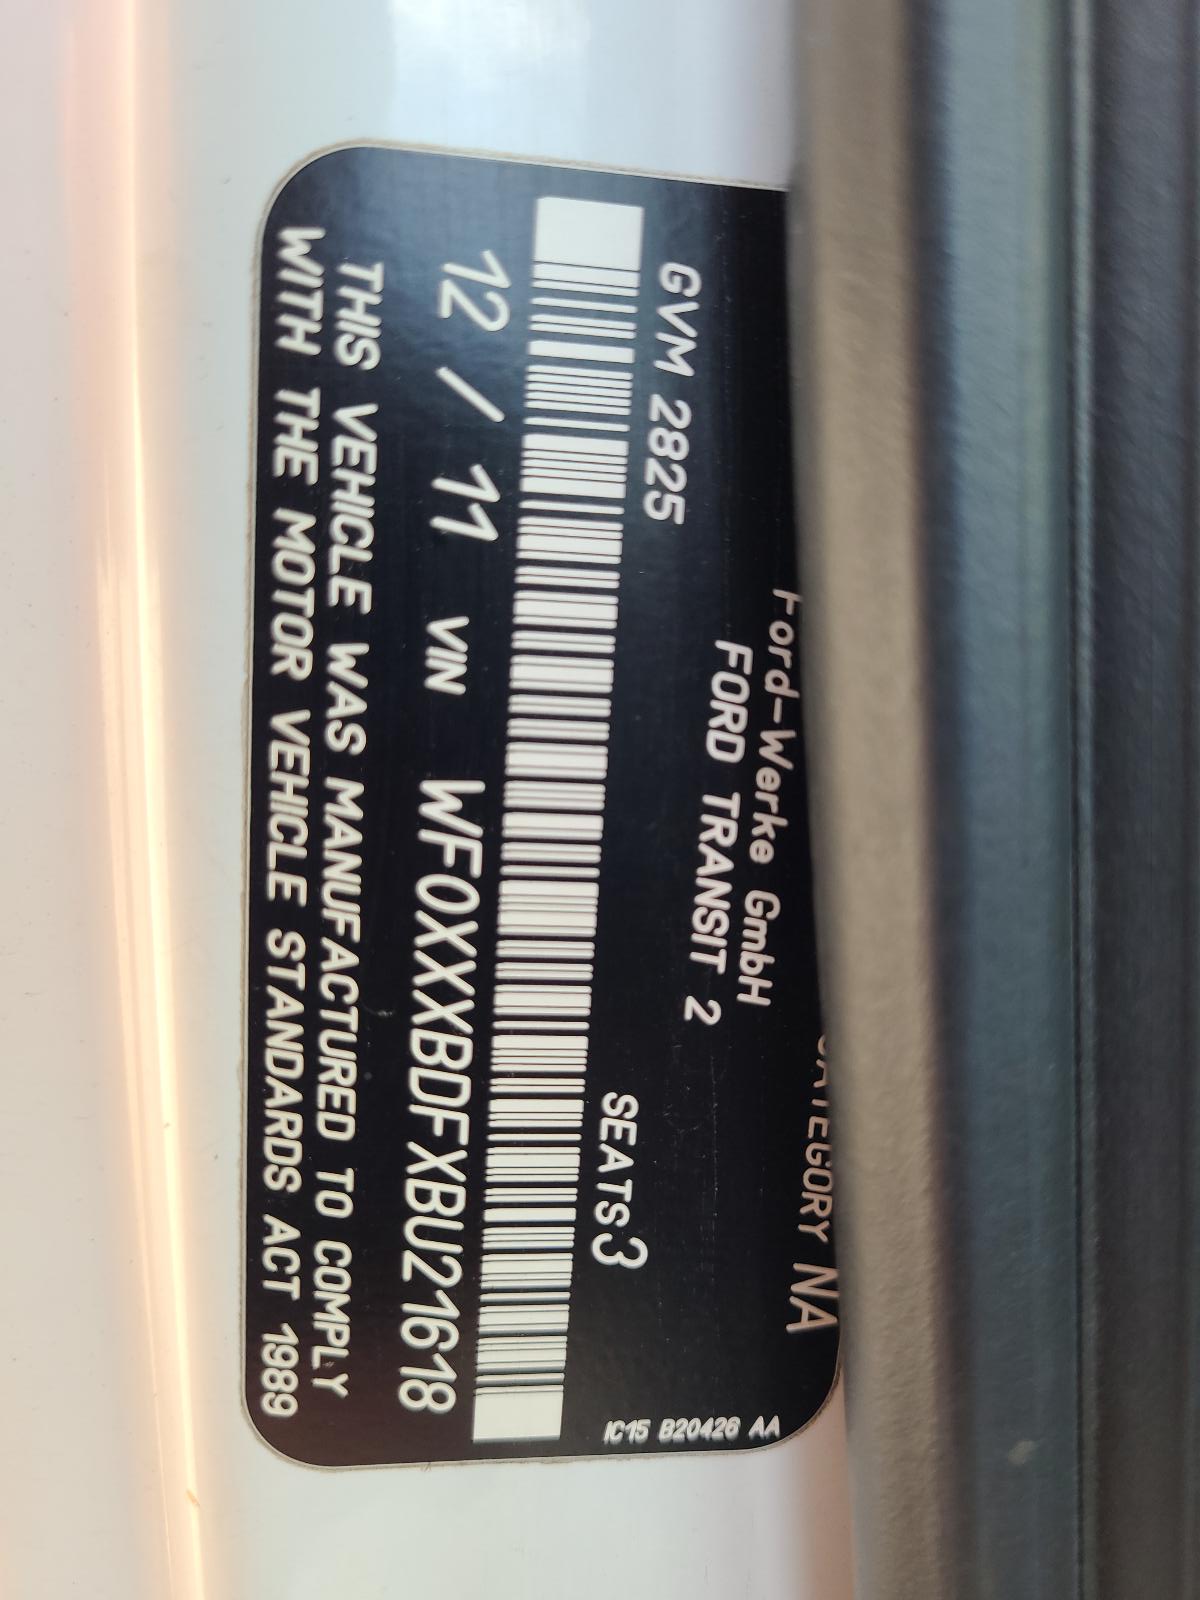 CATEGORY NA
Ford-Werke GmbH
FORD TRANSIT 2
GVM 2825
SEATS 3
12 / 11 VIN WF0XXXBDFXBU21618
THIS VEHICLE WAS MANUFACTURED TO COMPLY
WITH THE MOTOR VEHICLE STANDARDS ACT 1989
IC15 B20426 AA